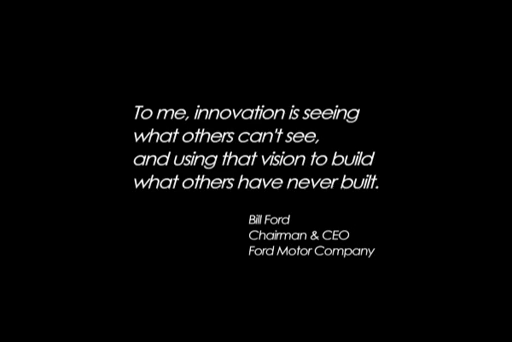 To me, innovation is seeing
what others can't see,
and using that vision to build
what others have never built.
Bill Ford
Chairman & CEO
Ford Motor Company